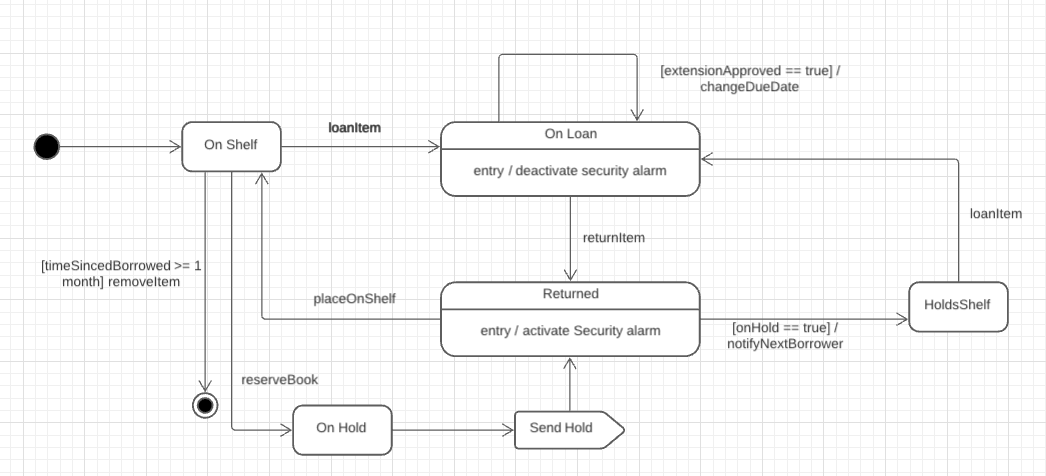 [extensionApproved == true] /
changeDueDate
loanItem
On Loan
On Shelf
entry / deactivate security alarm
loanItem
returnItem
[timeSincedBorrowed >= 1
month] removeItem
placeOnShelf
Returned
HoldsShelf
entry / activate Security alarm
[onHold == true] /
notifyNextBorrower
reserveBook
On Hold
Send Hold